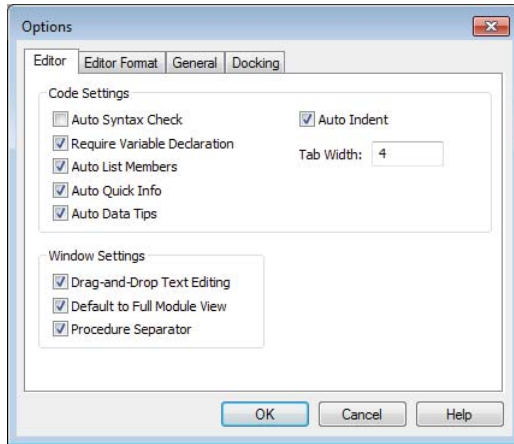 Options
Editor Editor Format General Docking
Code Settings
Auto Syntax Check
Require Variable Declaration
Auto List Members
Auto Quick Info
Auto Data Tips
Auto Indent
Tab Width: 4
Window Settings
Drag-and-Drop Text Editing
Default to Full Module View
Procedure Separator
OK Cancel Help